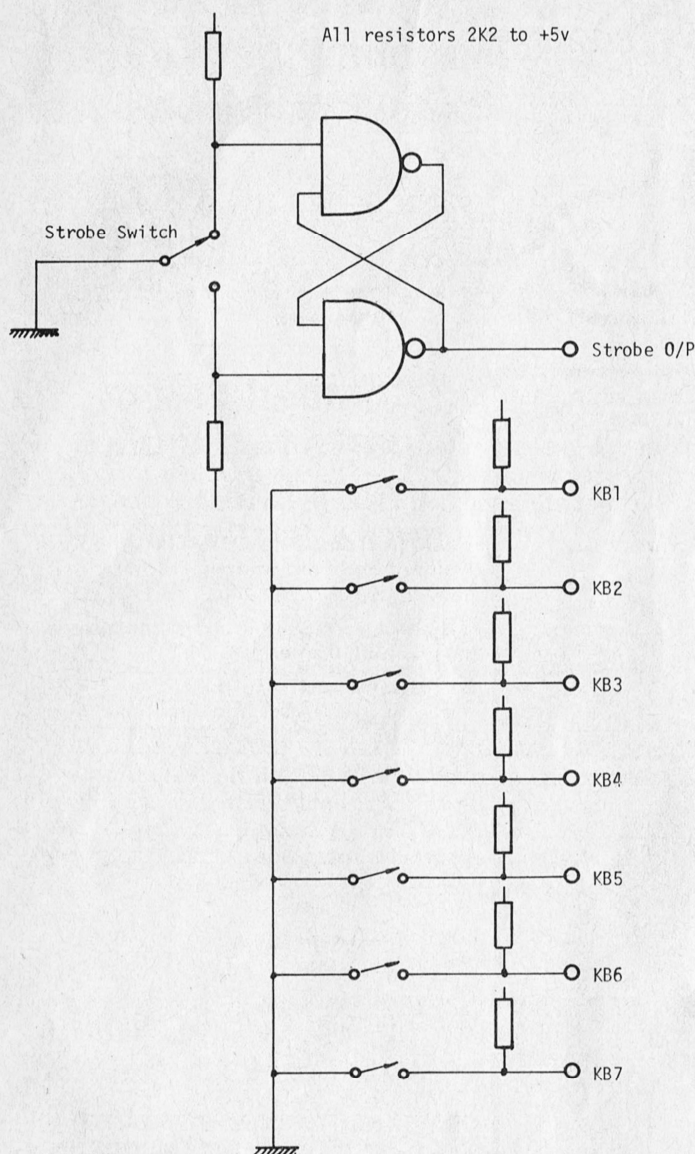 All resistors 2K2 to +5v
Strobe Switch
Strobe O/P
KB1
KB2
KB3
KB4
KB5
KB6
KB7